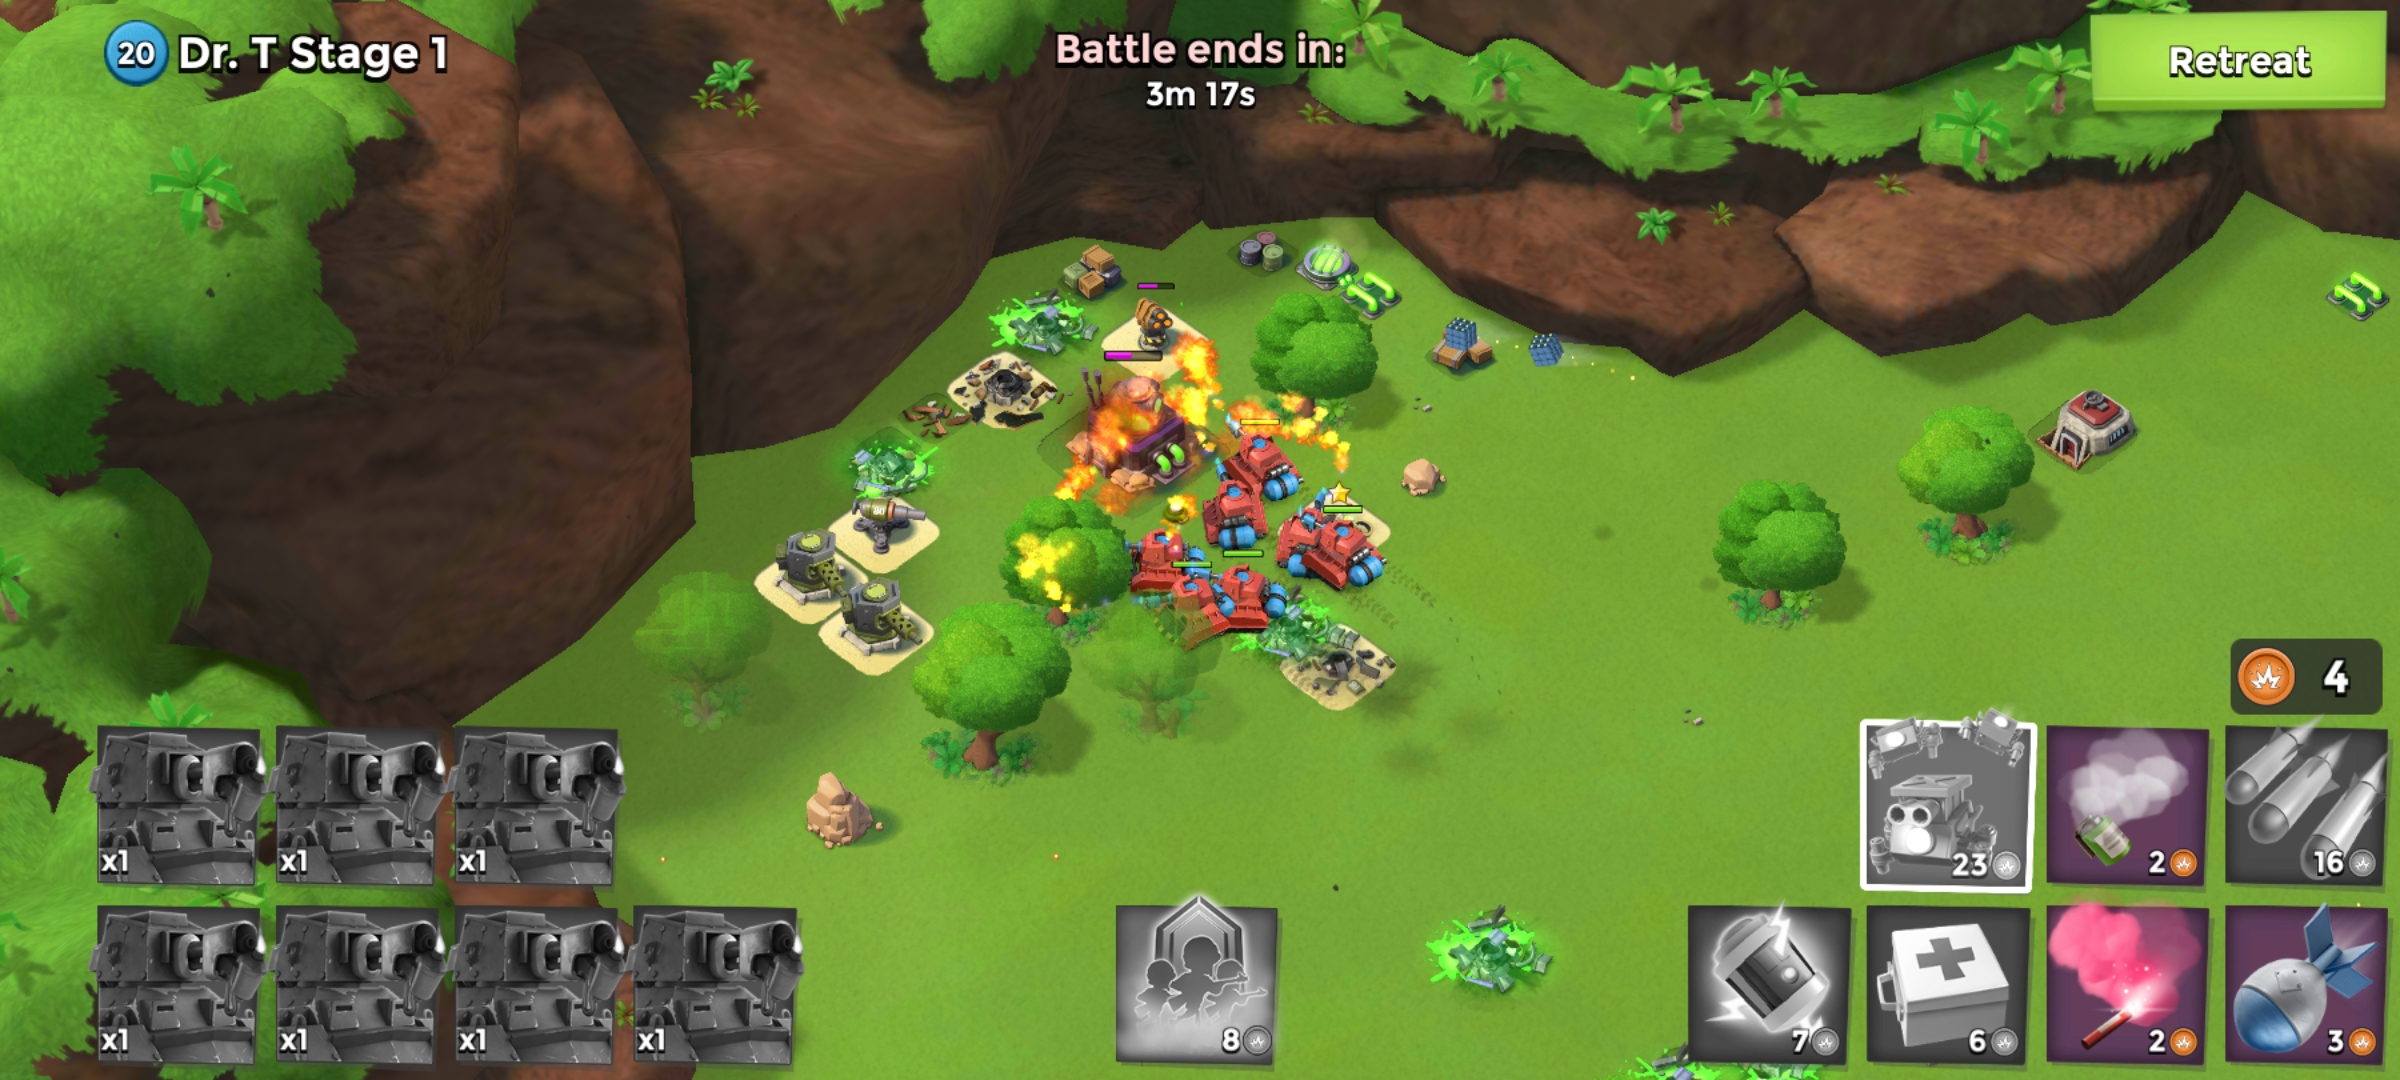 20 Dr. T Stage 1
Battle ends in:
3m 17s
Retreat
4
x1 x1 x1
23 2 16
x1 x1 x1 x1
8
7 6 2 3